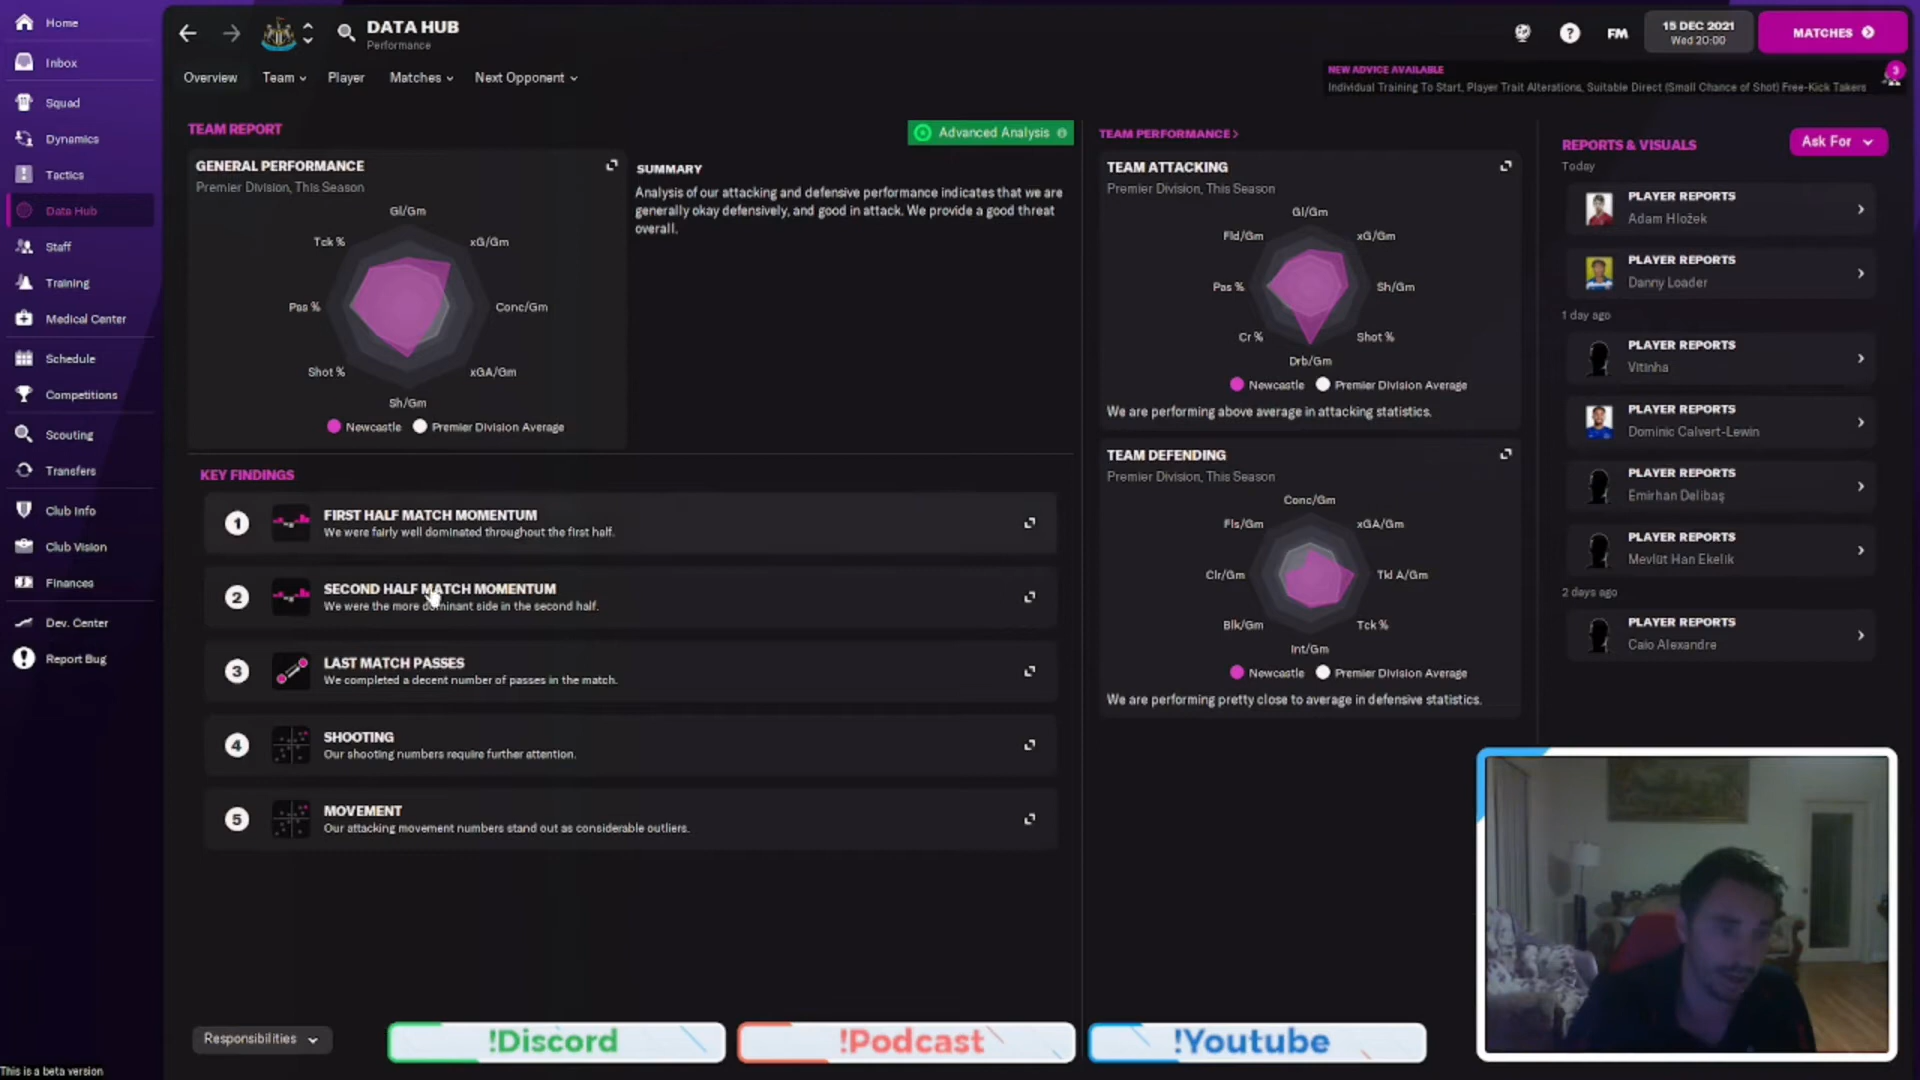 Home
Inbox
Squad
Dynamics
Tactics
Data Hub
Staff
Training
Medical Center
Schedule
Competitions
Scouting
Transfers
Club Info
Club Vision
Finances
Dev. Center
Report Bug
This is a beta version
DATA HUB
Performance
?
FM
15 DEC 2021
Wed 20:00
MATCHES
Overview
Team
Player
Matches
Next Opponent
NEW ADVICE AVAILABLE
Individual Training To Start, Player Trait Alterations, Suitable Direct (Small Chance of Shot) Free-Kick Takers
3
TEAM REPORT
Advanced Analysis
GENERAL PERFORMANCE
Premier Division, This Season
Gl/Gm
Tck %
xG/Gm
Pas %
Conc/Gm
Shot %
xGA/Gm
Sh/Gm
Newcastle
Premier Division Average
SUMMARY
Analysis of our attacking and defensive performance indicates that we are
generally okay defensively, and good in attack. We provide a good threat
overall.
KEY FINDINGS
1
FIRST HALF MATCH MOMENTUM
We were fairly well dominated throughout the first half.
2
SECOND HALF MATCH MOMENTUM
We were the more dominant side in the second half.
3
LAST MATCH PASSES
We completed a decent number of passes in the match.
4
SHOOTING
Our shooting numbers require further attention.
5
MOVEMENT
Our attacking movement numbers stand out as considerable outliers.
TEAM PERFORMANCE >
TEAM ATTACKING
Premier Division, This Season
Gl/Gm
Fld/Gm
xG/Gm
Pas %
Sh/Gm
Cr %
Shot %
Drb/Gm
Newcastle
Premier Division Average
We are performing above average in attacking statistics.
TEAM DEFENDING
Premier Division, This Season
Conc/Gm
Fls/Gm
xGA/Gm
Clr/Gm
Tkl A/Gm
Blk/Gm
Tck %
Int/Gm
Newcastle
Premier Division Average
We are performing pretty close to average in defensive statistics.
REPORTS & VISUALS
Ask For
Today
PLAYER REPORTS
Adam Hložek
PLAYER REPORTS
Danny Loader
1 day ago
PLAYER REPORTS
Vitinha
PLAYER REPORTS
Dominic Calvert-Lewin
PLAYER REPORTS
Emirhan Delibaş
PLAYER REPORTS
Mevlüt Han Ekelik
2 days ago
PLAYER REPORTS
Caio Alexandre
Responsibilities
!Discord
!Podcast
!Youtube